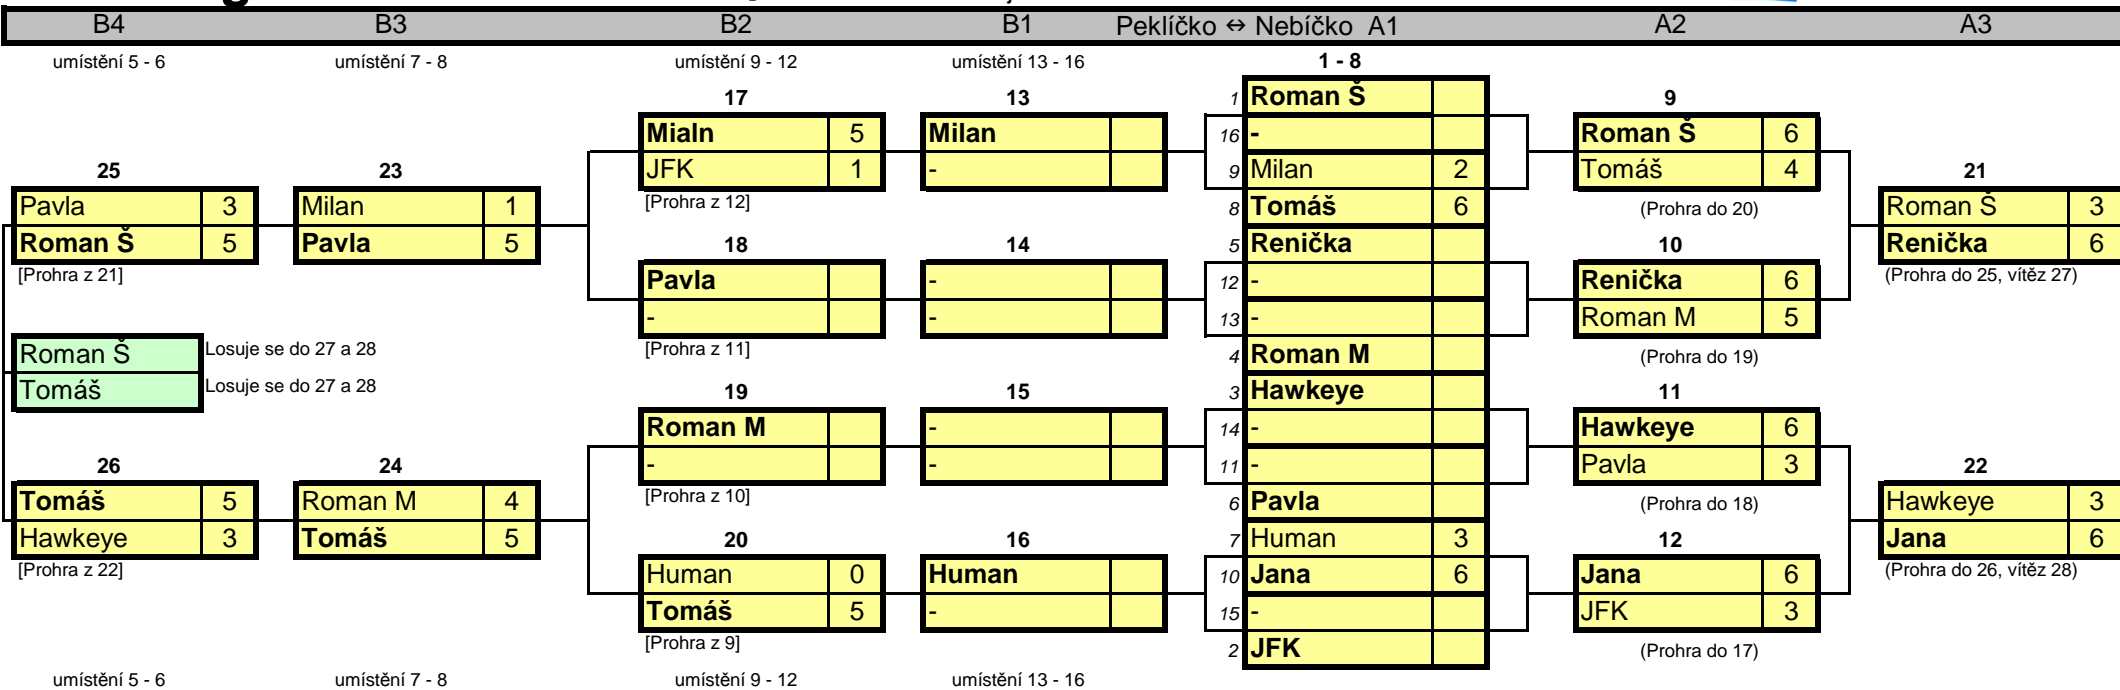 B4 B3 B2 B1 Peklíčko ↔ Nebíčko A1 A2 A3
umístění 5 - 6 umístění 7 - 8 umístění 9 - 12 umístění 13 - 16 1 - 8
17 13 1 Roman Š 9
Mialn 5 Milan 16 - Roman Š 6
25 23 JFK 1 - 9 Milan 2 Tomáš 4 21
Pavla 3 Milan 1 [Prohra z 12] 8 Tomáš 6 (Prohra do 20) Roman Š 3
Roman Š 5 Pavla 5 18 14 5 Renička 10 Renička 6
[Prohra z 21] Pavla - 12 - Renička 6 (Prohra do 25, vítěz 27)
- - 13 - Roman M 5
Roman Š Losuje se do 27 a 28 [Prohra z 11] 4 Roman M (Prohra do 19)
Tomáš Losuje se do 27 a 28 19 15 3 Hawkeye 11
Roman M - 14 - Hawkeye 6
26 24 - - 11 - Pavla 3 22
Tomáš 5 Roman M 4 [Prohra z 10] 6 Pavla (Prohra do 18) Hawkeye 3
Hawkeye 3 Tomáš 5 20 16 7 Human 3 12 Jana 6
[Prohra z 22] Human 0 Human 10 Jana 6 Jana 6 (Prohra do 26, vítěz 28)
Tomáš 5 - 15 - JFK 3
[Prohra z 9] 2 JFK (Prohra do 17)
umístění 5 - 6 umístění 7 - 8 umístění 9 - 12 umístění 13 - 16